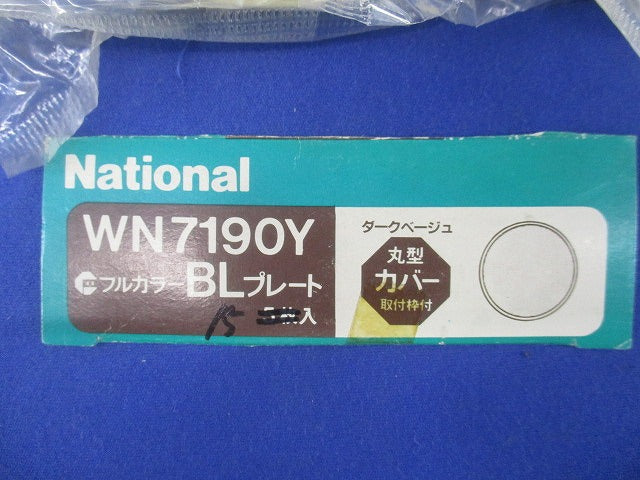 National
WN7190Y
フルカラーBLプレート
15 入
ダークベージュ
丸型
カバー
取付枠付